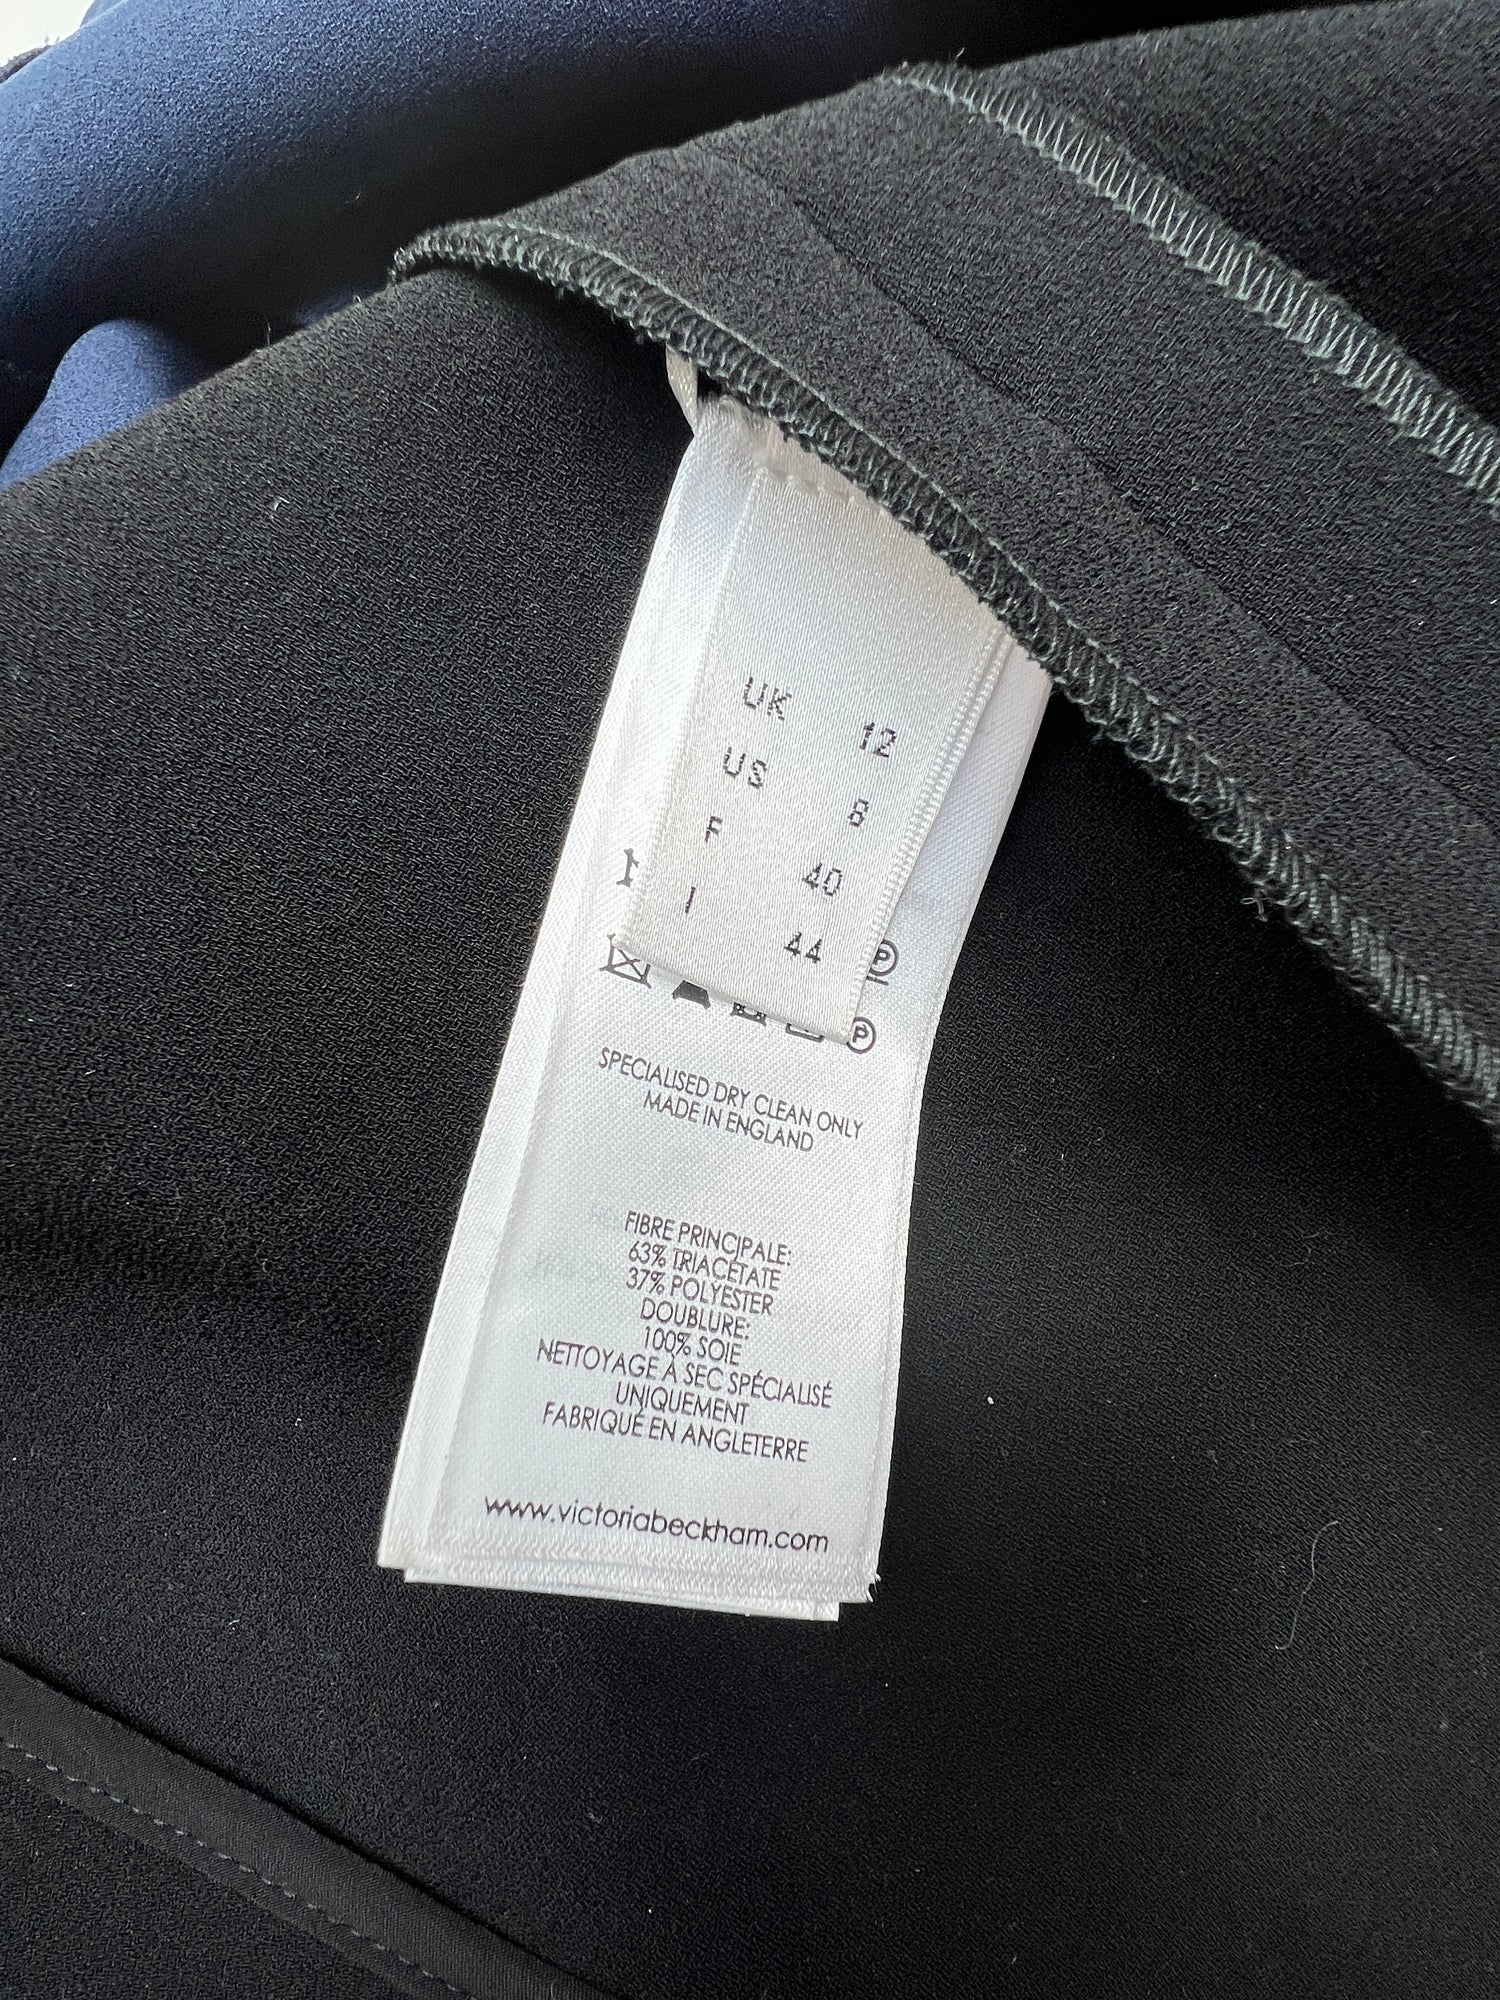 UK 12
US 8
F 40
I 44
P
P
SPECIALISED DRY CLEAN ONLY
MADE IN ENGLAND
FIBRE PRINCIPALE:
63% TRIACÉTATE
37% POLYESTER
DOUBLURE:
100% SOIE
NETTOYAGE À SEC SPÉCIALISÉ
UNIQUEMENT
FABRIQUÉ EN ANGLETERRE
www.victoriabeckham.com